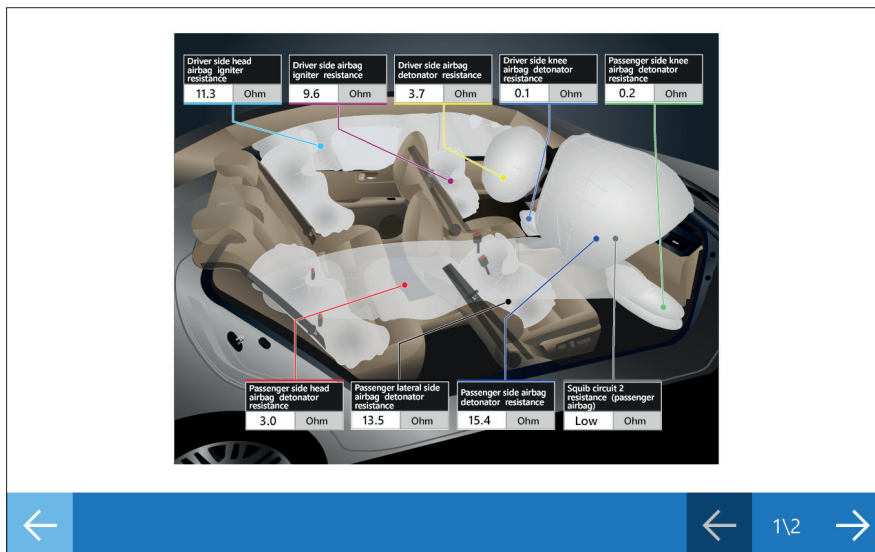 Driver side head
airbag igniter
resistance
11.3 Ohm
Driver side airbag
igniter resistance
9.6 Ohm
Driver side airbag
detonator resistance
3.7 Ohm
Driver side knee
airbag detonator
resistance
0.1 Ohm
Passenger side knee
airbag detonator
resistance
0.2 Ohm
Passenger side head
airbag detonator
resistance
3.0 Ohm
Passenger lateral side
airbag detonator
resistance
13.5 Ohm
Passenger side airbag
detonator resistance
15.4 Ohm
Squib circuit 2
resistance (passenger
airbag)
Low Ohm
1\2